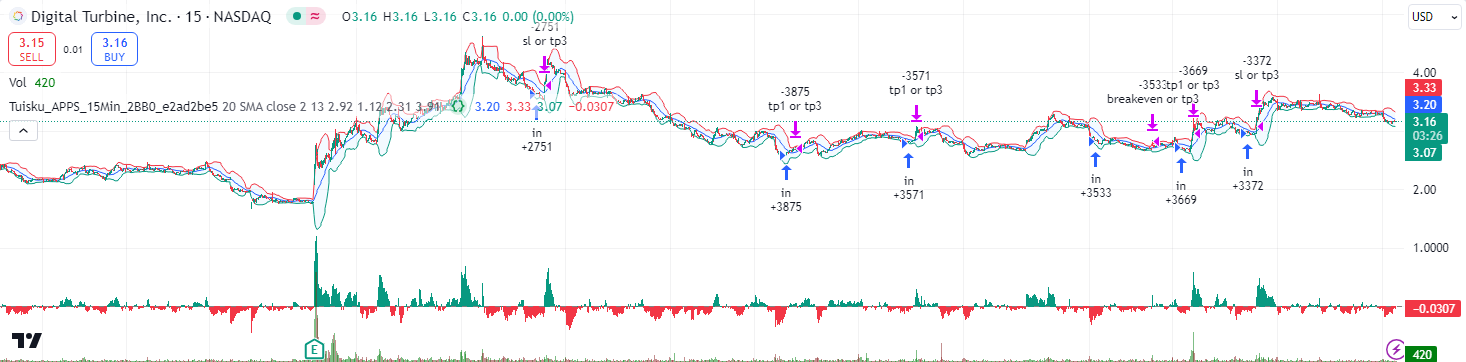 Digital Turbine, Inc. · 15 · NASDAQ
O3.16 H3.16 L3.16 C3.16 0.00 (0.00%)
USD
3.15
SELL
0.01
3.16
BUY
Vol 420
Tuisku_APPS_15Min_2BB0_e2ad2be5 20 SMA close 2 13 2.92 1.12 2.31 3.91 3.20 3.33 3.07 −0.0307
-2751
sl or tp3
in
+2751
-3875
tp1 or tp3
in
+3875
-3571
tp1 or tp3
in
+3571
-3533
breakeven or tp3
in
+3533
-3669
tp1 or tp3
in
+3669
-3372
sl or tp3
in
+3372
4.00
3.33
3.20
3.16
03:26
3.07
2.00
1.0000
−0.0307
420
E